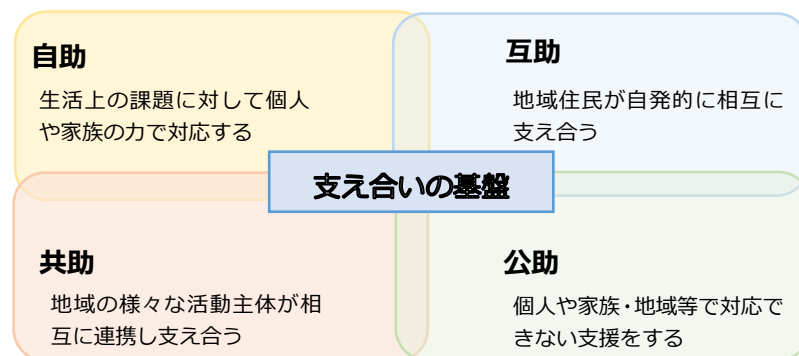 自助
生活上の課題に対して個人
や家族の力で対応する
互助
地域住民が自発的に相互に
支え合う
支え合いの基盤
共助
地域の様々な活動主体が相
互に連携し支え合う
公助
個人や家族・地域等で対応で
きない支援をする